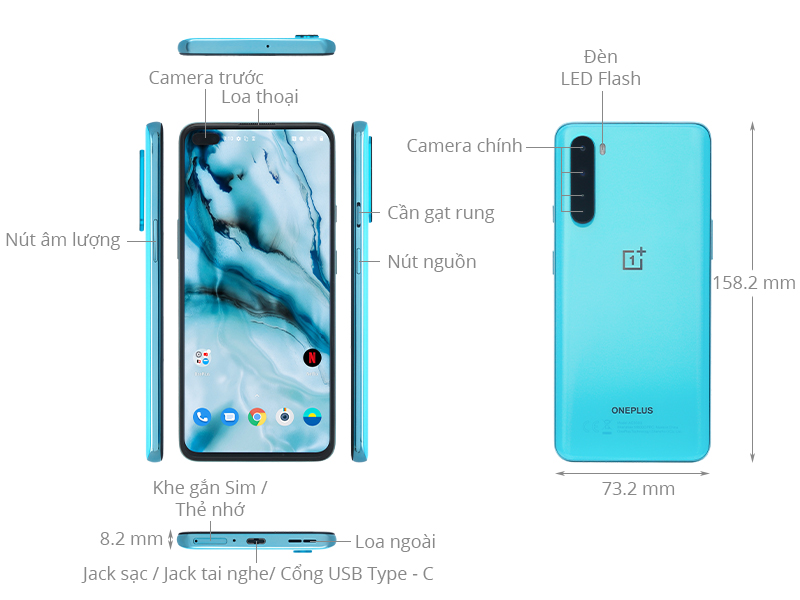 Camera trước
Loa thoại
Đèn
LED Flash
Camera chính
Nút âm lượng
Cần gạt rung
Nút nguồn
158.2 mm
ONEPLUS
73.2 mm
Khe gắn Sim /
Thẻ nhớ
8.2 mm
Loa ngoài
Jack sạc / Jack tai nghe/ Cổng USB Type - C